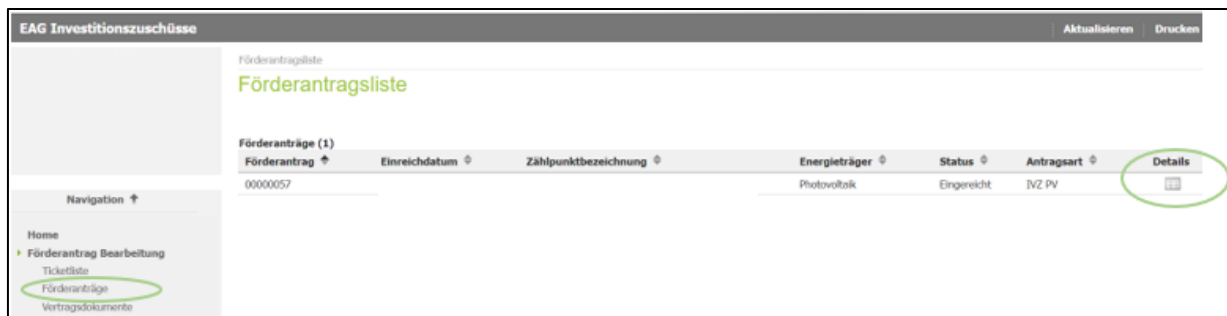 EAG Investitionszuschüsse Aktualisieren Drucken
Förderantragsliste
Förderantragsliste
Förderanträge (1)
Förderantrag Einreichdatum Zählpunktbezeichnung Energieträger Status Antragsart Details
00000057 Photovoltaik Eingereicht IVZ PV
Navigation
Home
Förderantrag Bearbeitung
Ticketliste
Förderanträge
Vertragsdokumente